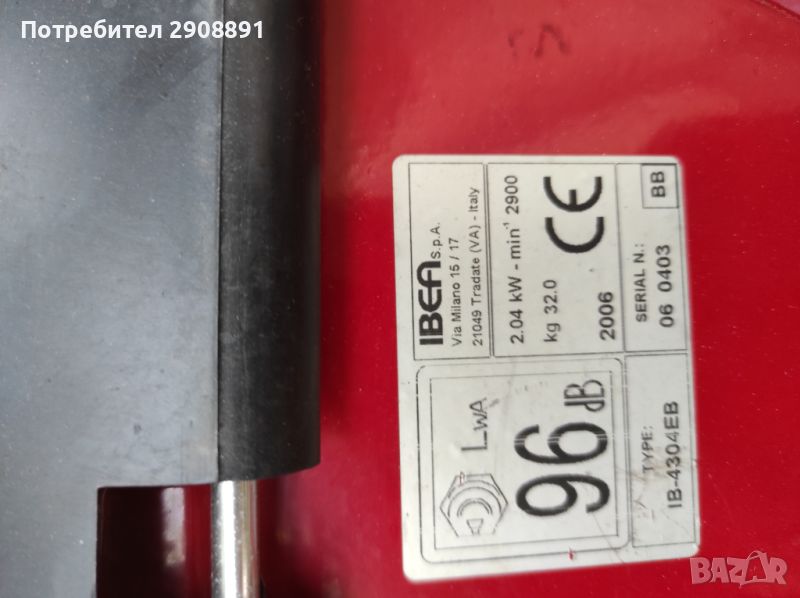 Потребител 2908891
IBEA S.p.A.
Via Milano 15 / 17
21049 Tradate (VA) - Italy
2.04 kW - min⁻¹ 2900
kg 32.0
CE
2006
LWA
96 dB
TYPE:
IB-4304EB
SERIAL N.:
06 0403
BB
BAZAR